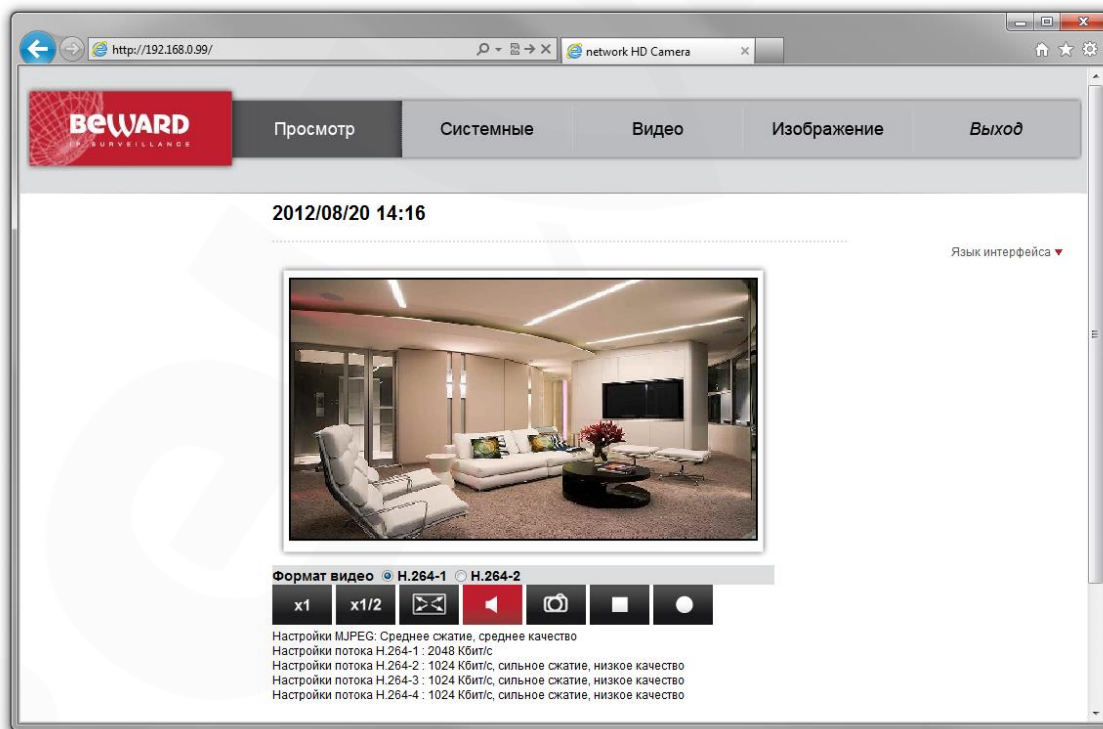 http://192.168.0.99/
network HD Camera
BEWARD
IP SURVEILLANCE
Просмотр
Системные
Видео
Изображение
Выход
2012/08/20 14:16
Язык интерфейса
Формат видео H.264-1 H.264-2
x1 x1/2
Настройки MJPEG: Среднее сжатие, среднее качество
Настройки потока H.264-1 : 2048 Кбит/с
Настройки потока H.264-2 : 1024 Кбит/с, сильное сжатие, низкое качество
Настройки потока H.264-3 : 1024 Кбит/с, сильное сжатие, низкое качество
Настройки потока H.264-4 : 1024 Кбит/с, сильное сжатие, низкое качество